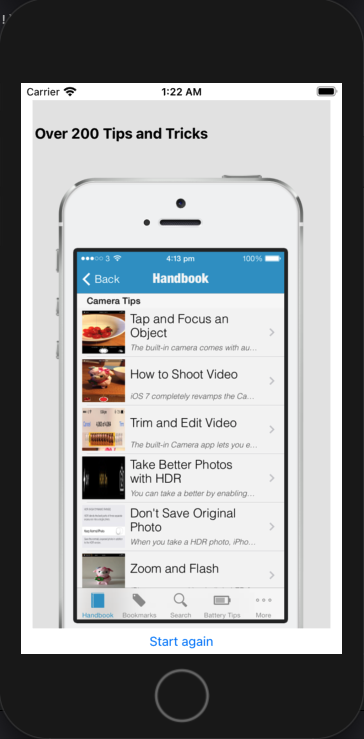 Carrier
1:22 AM
Over 200 Tips and Tricks
3
4:13 pm
100%
Back
Handbook
Camera Tips
Tap and Focus an
Object
The built-in camera comes with au...
How to Shoot Video
iOS 7 completely revamps the Ca...
Trim and Edit Video
The built-in Camera app lets you e...
Take Better Photos
with HDR
You can take a better by enabling...
Don't Save Original
Photo
When you take a HDR photo, iPho...
Zoom and Flash
Handbook
Bookmarks
Search
Battery Tips
More
Start again